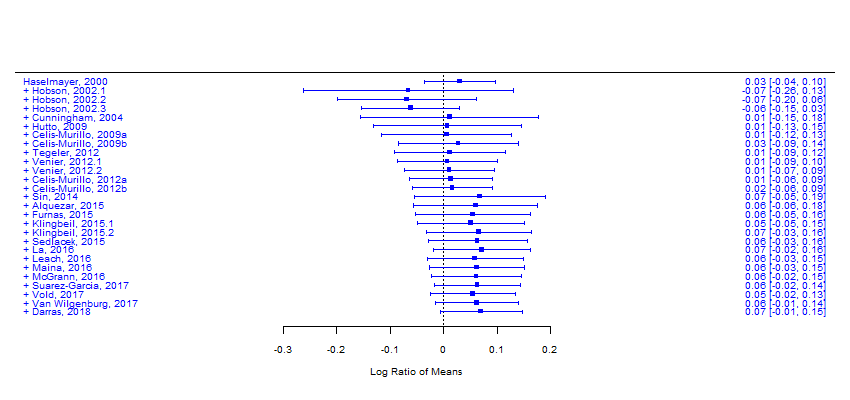 Haselmayer, 2000 0.03 [-0.04, 0.10]
+ Hobson, 2002.1 -0.07 [-0.26, 0.13]
+ Hobson, 2002.2 -0.07 [-0.20, 0.06]
+ Hobson, 2002.3 -0.06 [-0.15, 0.03]
+ Cunningham, 2004 0.01 [-0.15, 0.18]
+ Hutto, 2009 0.01 [-0.13, 0.15]
+ Celis-Murillo, 2009a 0.01 [-0.12, 0.13]
+ Celis-Murillo, 2009b 0.03 [-0.09, 0.14]
+ Tegeler, 2012 0.01 [-0.09, 0.12]
+ Venier, 2012.1 0.01 [-0.09, 0.10]
+ Venier, 2012.2 0.01 [-0.07, 0.09]
+ Celis-Murillo, 2012a 0.01 [-0.06, 0.09]
+ Celis-Murillo, 2012b 0.02 [-0.06, 0.09]
+ Sin, 2014 0.07 [-0.05, 0.19]
+ Alquezar, 2015 0.06 [-0.06, 0.18]
+ Furnas, 2015 0.06 [-0.05, 0.16]
+ Klingbeil, 2015.1 0.05 [-0.05, 0.15]
+ Klingbeil, 2015.2 0.07 [-0.03, 0.16]
+ Sedlacek, 2015 0.06 [-0.03, 0.16]
+ La, 2016 0.07 [-0.02, 0.16]
+ Leach, 2016 0.06 [-0.03, 0.15]
+ Maina, 2016 0.06 [-0.03, 0.15]
+ McGrann, 2016 0.06 [-0.02, 0.15]
+ Suarez-Garcia, 2017 0.06 [-0.02, 0.14]
+ Vold, 2017 0.05 [-0.02, 0.13]
+ Van Wilgenburg, 2017 0.06 [-0.01, 0.14]
+ Darras, 2018 0.07 [-0.01, 0.15]
-0.3 -0.2 -0.1 0 0.1 0.2
Log Ratio of Means